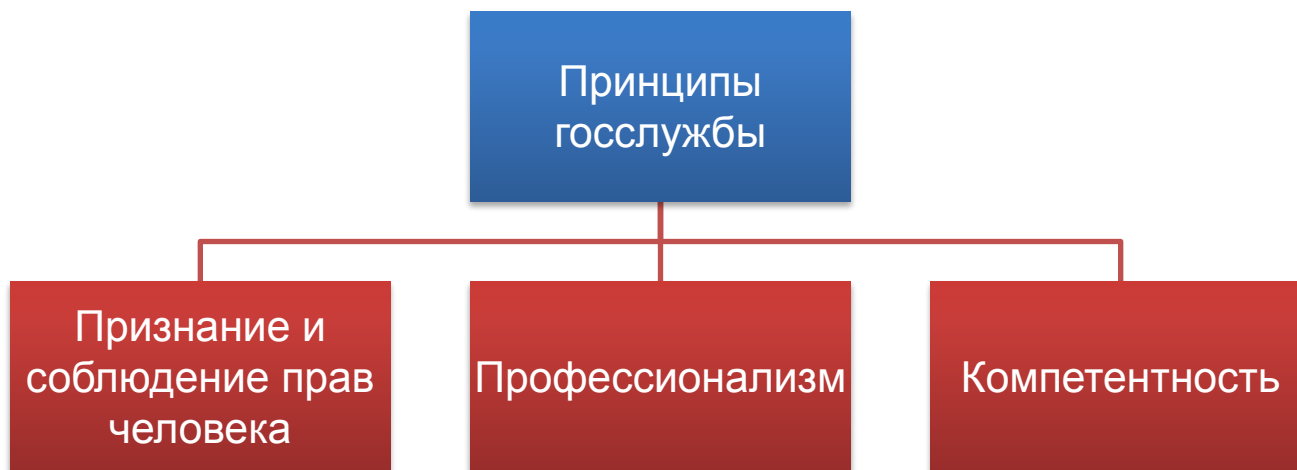 Принципы
госслужбы
Признание и
соблюдение прав
человека
Профессионализм
Компетентность